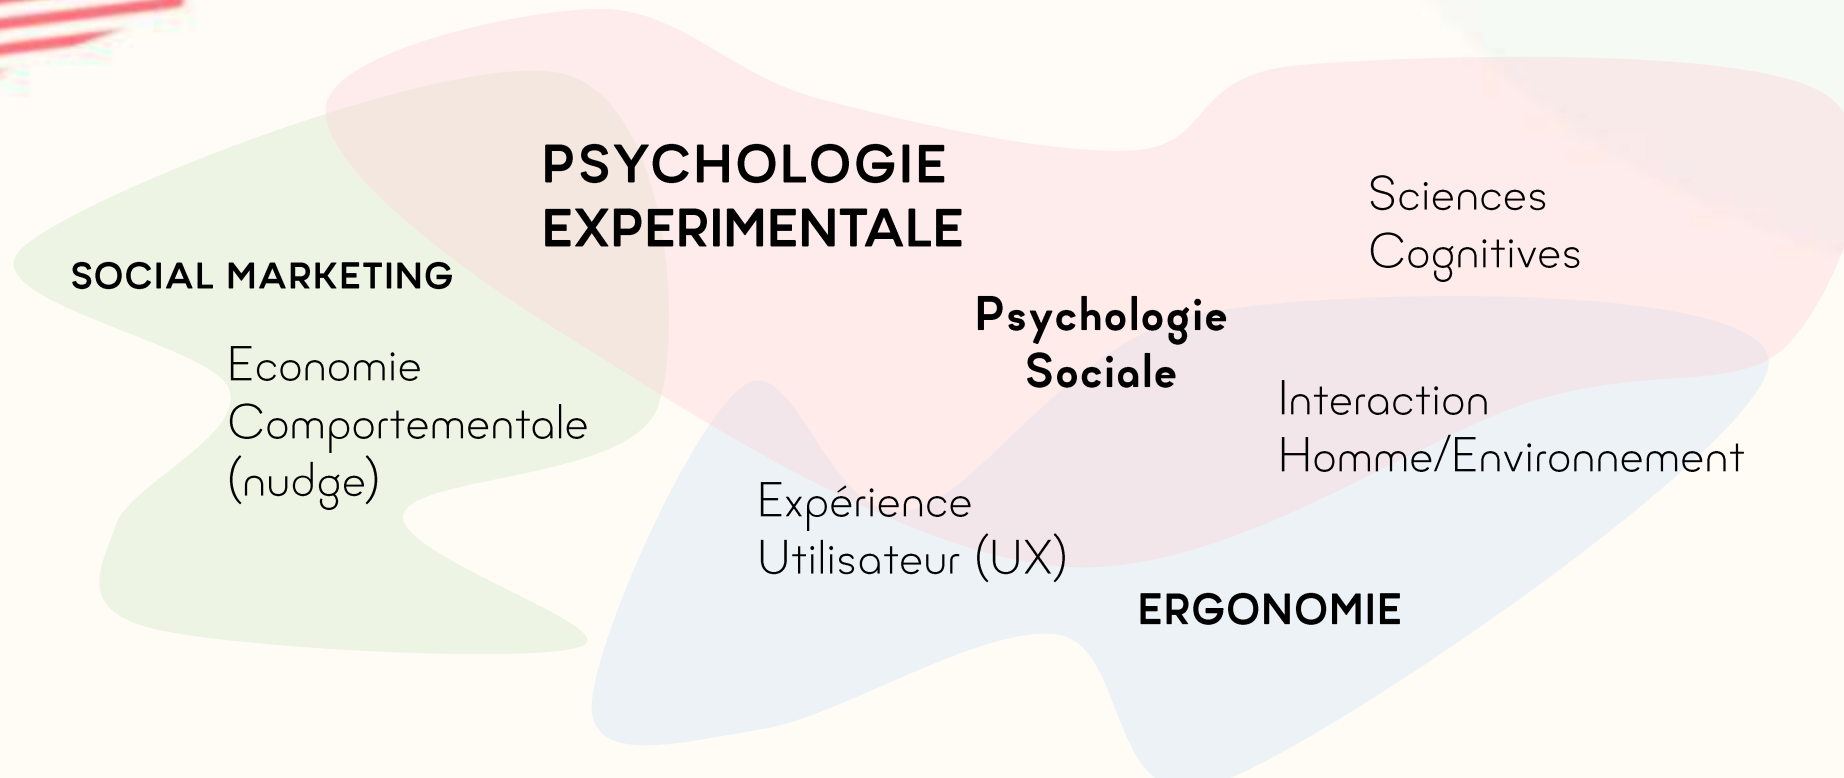 PSYCHOLOGIE
EXPERIMENTALE
Sciences
Cognitives
SOCIAL MARKETING
Psychologie
Sociale
Economie
Comportementale
(nudge)
Interaction
Homme/Environnement
Expérience
Utilisateur (UX)
ERGONOMIE